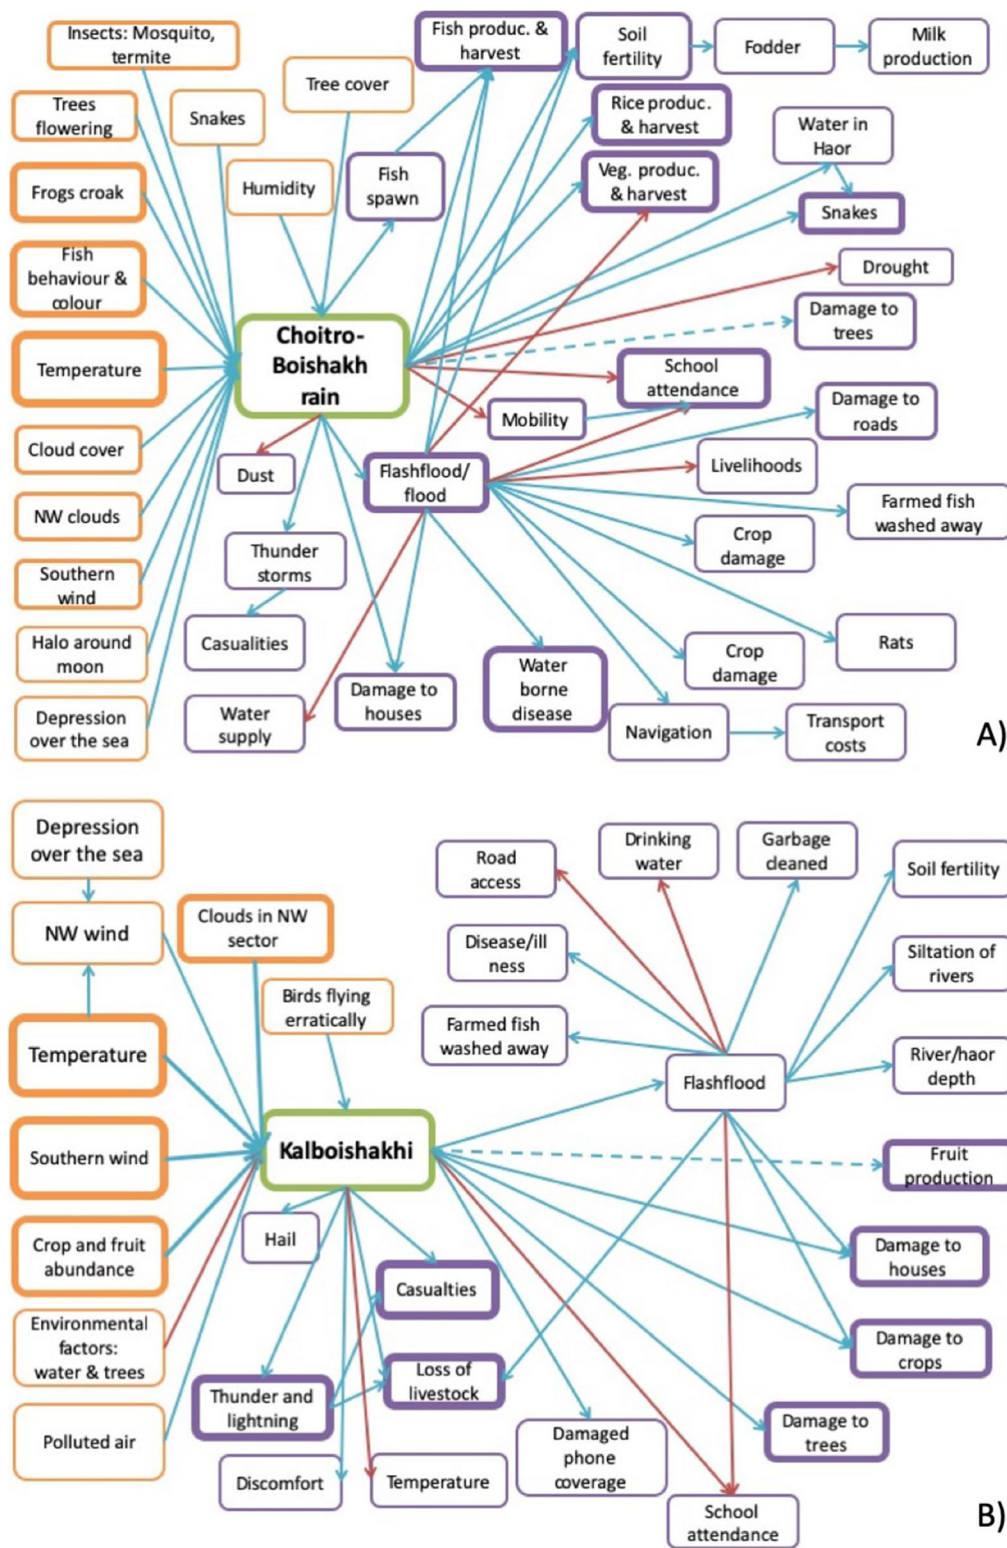 Insects: Mosquito,
termite
Fish produc. &
harvest
Soil
fertility
Fodder
Milk
production
Tree cover
Trees
flowering
Snakes
Rice produc.
& harvest
Water in
Haor
Frogs croak
Humidity
Fish
spawn
Veg. produc.
& harvest
Snakes
Fish
behaviour &
colour
Drought
Damage to
trees
Temperature
Choitro-
Boishakh
rain
School
attendance
Mobility
Damage to
roads
Cloud cover
Dust
Flashflood/
flood
Livelihoods
NW clouds
Farmed fish
washed away
Thunder
storms
Crop
damage
Southern
wind
Casualities
Halo around
moon
Rats
Crop
damage
Water
borne
disease
Damage to
houses
Depression
over the sea
Water
supply
Navigation
Transport
costs
A)
Depression
over the sea
Road
access
Drinking
water
Garbage
cleaned
Soil fertility
NW wind
Clouds in NW
sector
Disease/ill
ness
Siltation of
rivers
Birds flying
erratically
Farmed fish
washed away
Temperature
Flashflood
River/haor
depth
Southern wind
Kalboishakhi
Fruit
production
Hail
Crop and fruit
abundance
Damage to
houses
Casualties
Environmental
factors:
water & trees
Damage to
crops
Thunder and
lightning
Loss of
livestock
Polluted air
Damaged
phone
coverage
Damage to
trees
Discomfort
Temperature
School
attendance
B)